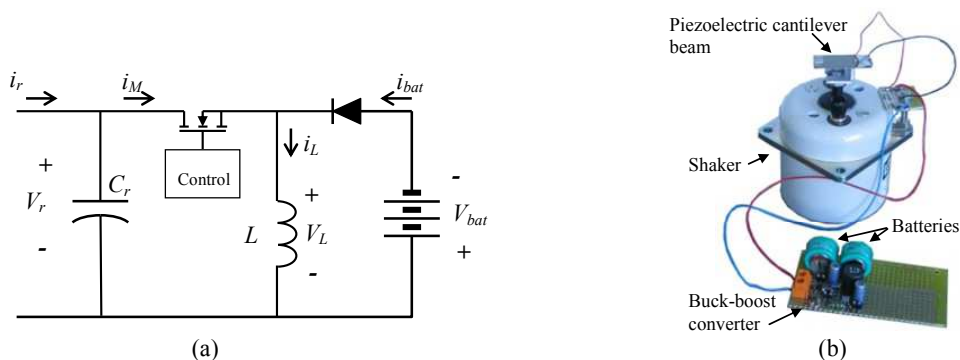 i_r
i_M
i_bat
i_L
+
V_r
-
C_r
Control
L
+
V_L
-
-
V_bat
+
(a)
Piezoelectric cantilever
beam
Shaker
Batteries
Buck-boost
converter
(b)